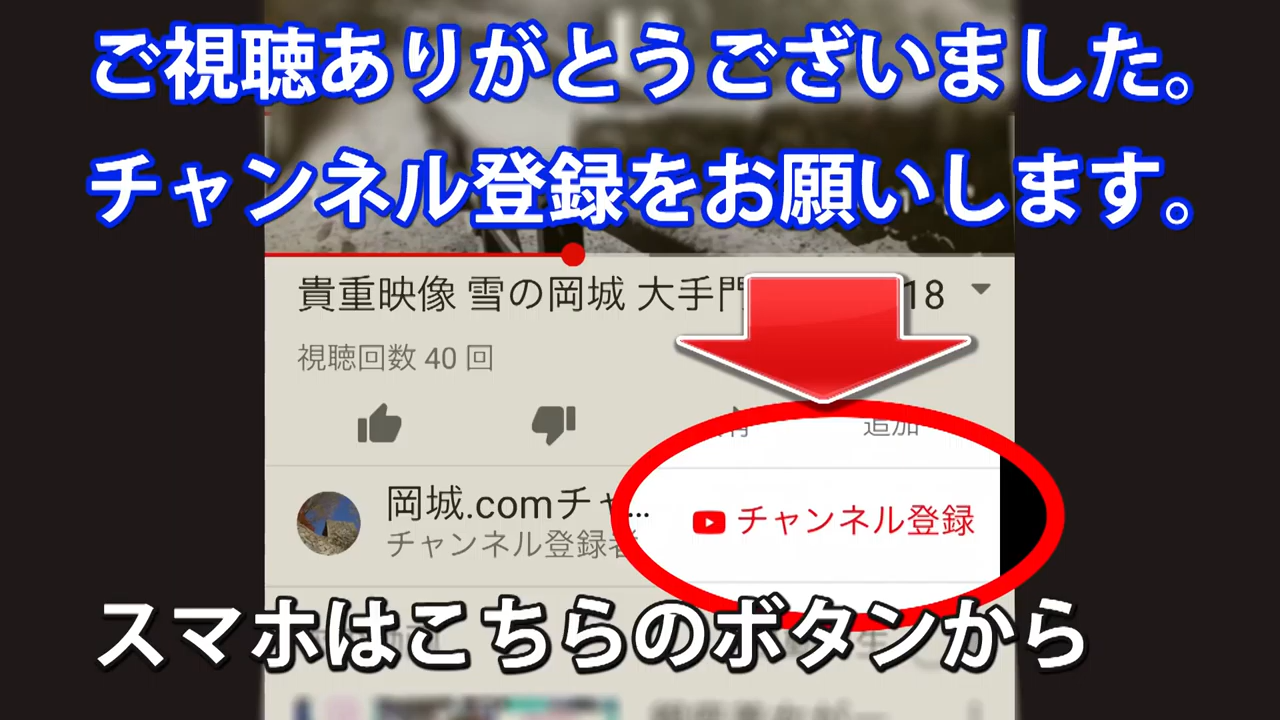 ご視聴ありがとうございました。
チャンネル登録をお願いします。
貴重映像 雪の岡城 大手門 18
視聴回数 40 回
追加
岡城.comチャ...
チャンネル登録者
チャンネル登録
スマホはこちらのボタンから